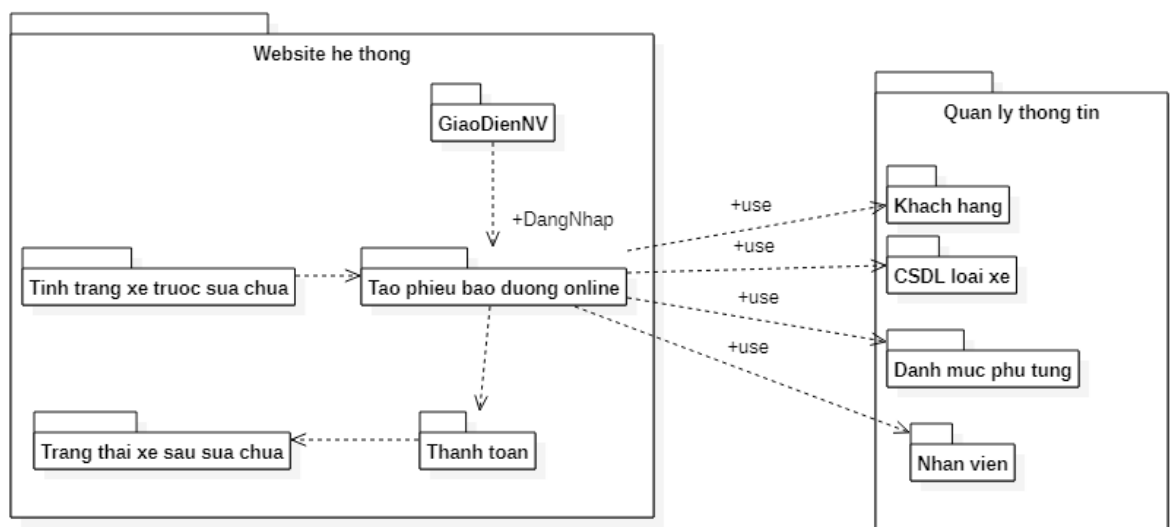 Website he thong
GiaoDienNV
+DangNhap
Tinh trang xe truoc sua chua
Tao phieu bao duong online
Trang thai xe sau sua chua
Thanh toan
+use
+use
+use
+use
Quan ly thong tin
Khach hang
CSDL loai xe
Danh muc phu tung
Nhan vien